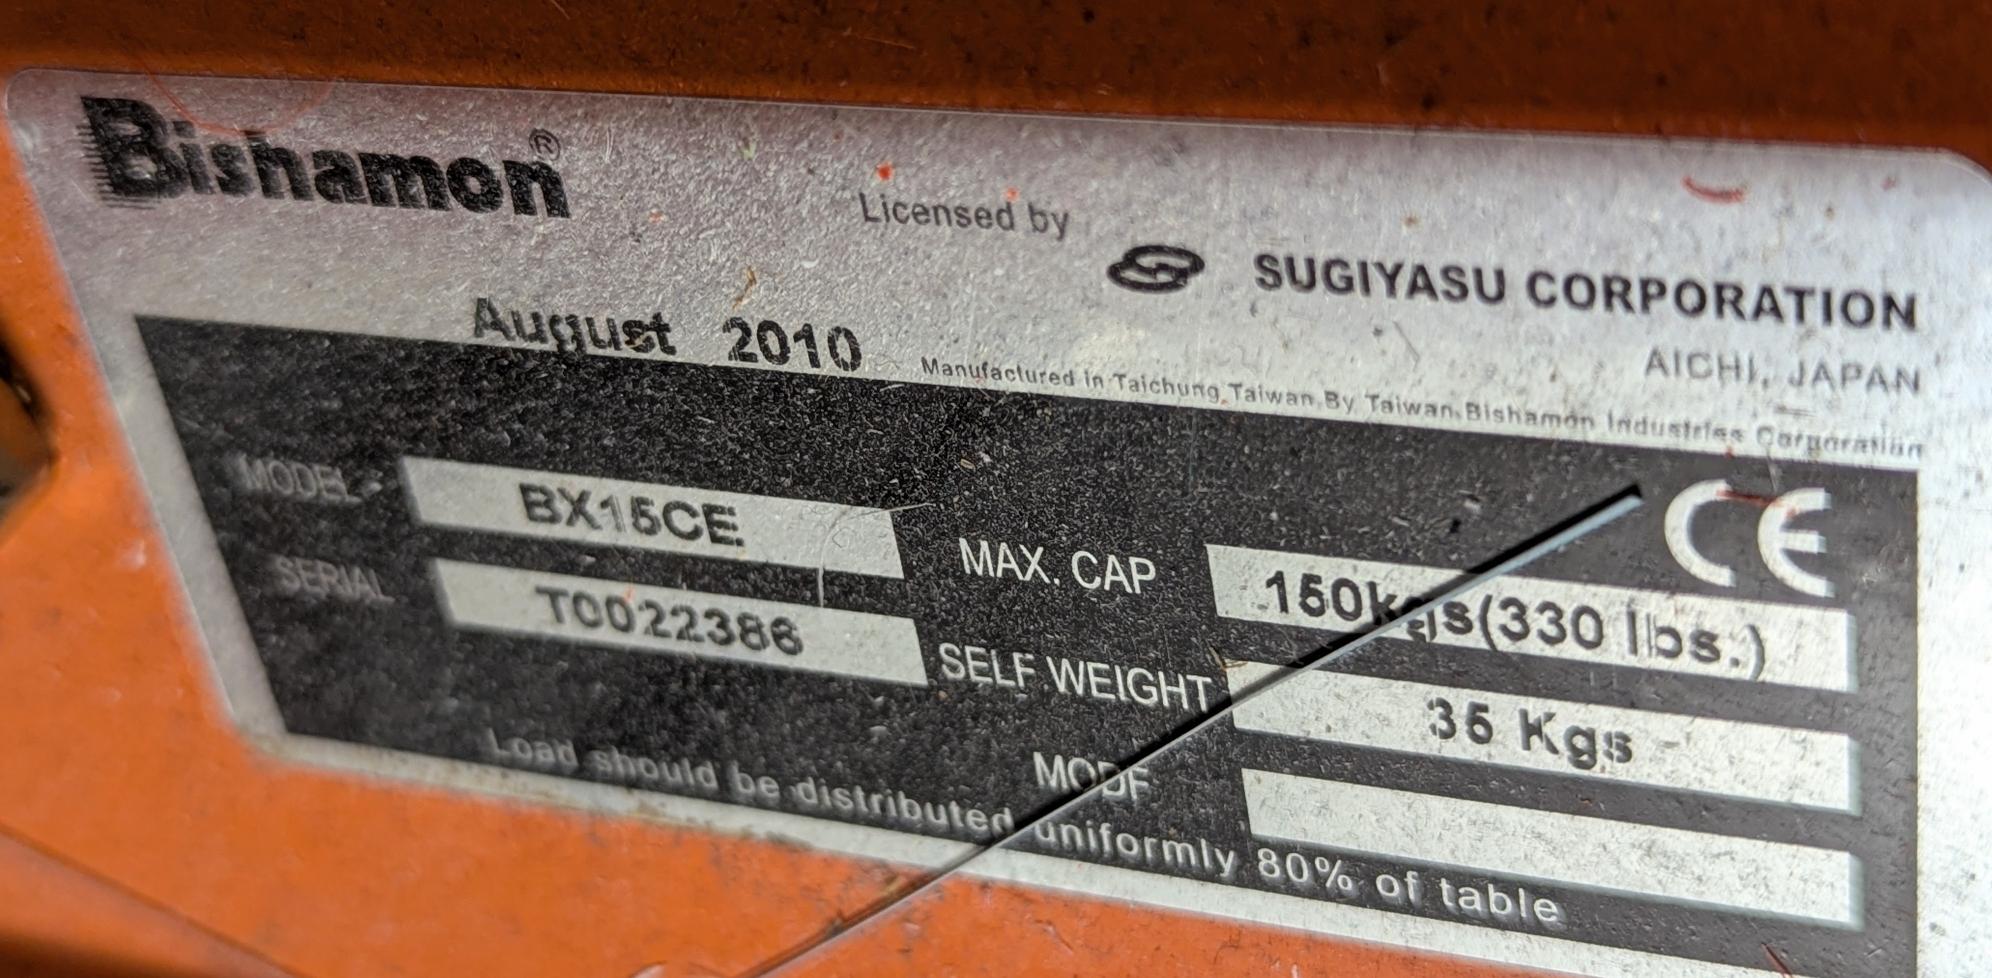 Bishamon®
Licensed by
SUGIYASU CORPORATION
AICHI, JAPAN
August 2010
Manufactured in Taichung Taiwan By Taiwan Bishamon Industries Corporation
CE
MODEL BX15CE
SERIAL TC022386
MAX. CAP 150kgs(330 lbs.)
SELF WEIGHT 35 Kgs
MODE
Load should be distributed uniformly 80% of table